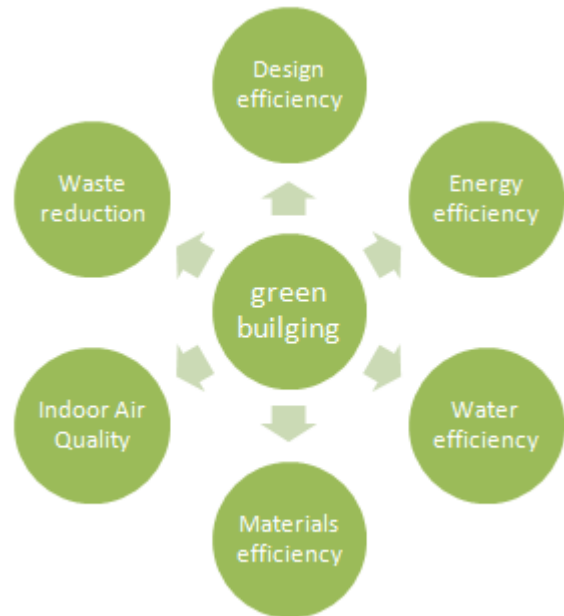 Design
efficiency
Waste
reduction
Energy
efficiency
green
builging
Indoor Air
Quality
Water
efficiency
Materials
efficiency